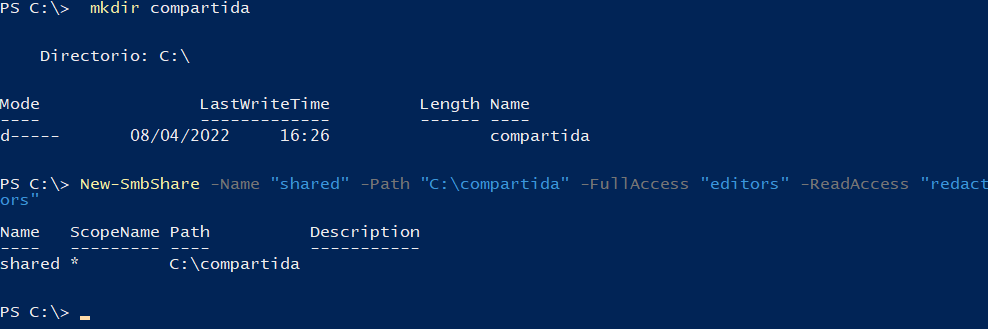 PS C:\>  mkdir compartida
    Directorio: C:\
Mode                LastWriteTime         Length Name
----                -------------         ------ ----
d-----       08/04/2022     16:26                compartida
PS C:\> New-SmbShare -Name "shared" -Path "C:\compartida" -FullAccess "editors" -ReadAccess "redact
ors"
Name   ScopeName Path          Description
----   --------- ----          -----------
shared *         C:\compartida
PS C:\> _